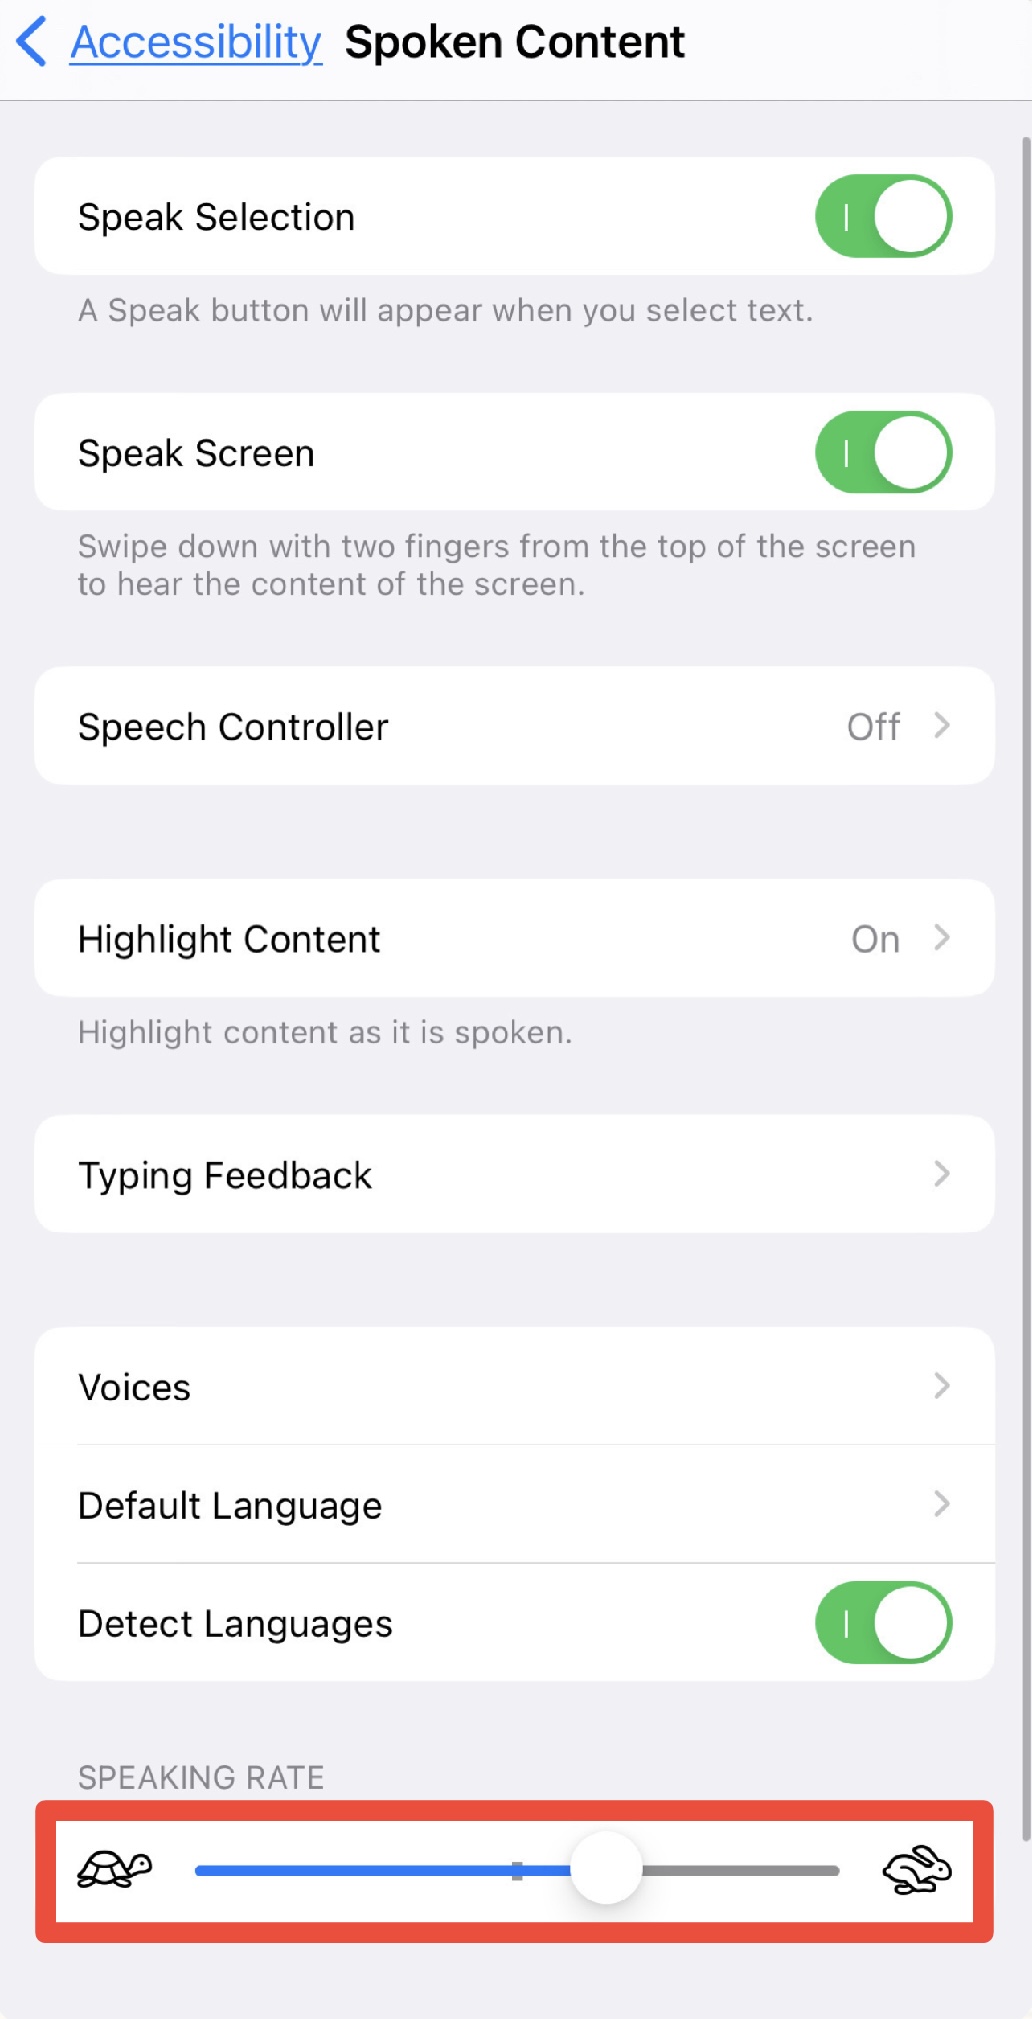 Accessibility Spoken Content
Speak Selection
A Speak button will appear when you select text.
Speak Screen
Swipe down with two fingers from the top of the screen
to hear the content of the screen.
Speech Controller Off
Highlight Content On
Highlight content as it is spoken.
Typing Feedback
Voices
Default Language
Detect Languages
SPEAKING RATE